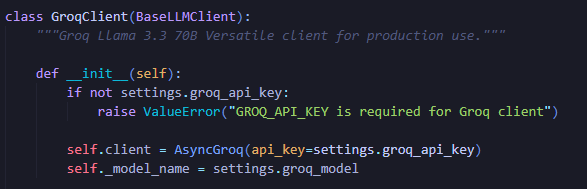 class GroqClient(BaseLLMClient):
    """Groq Llama 3.3 70B Versatile client for production use."""

    def __init__(self):
        if not settings.groq_api_key:
            raise ValueError("GROQ_API_KEY is required for Groq client")

        self.client = AsyncGroq(api_key=settings.groq_api_key)
        self._model_name = settings.groq_model